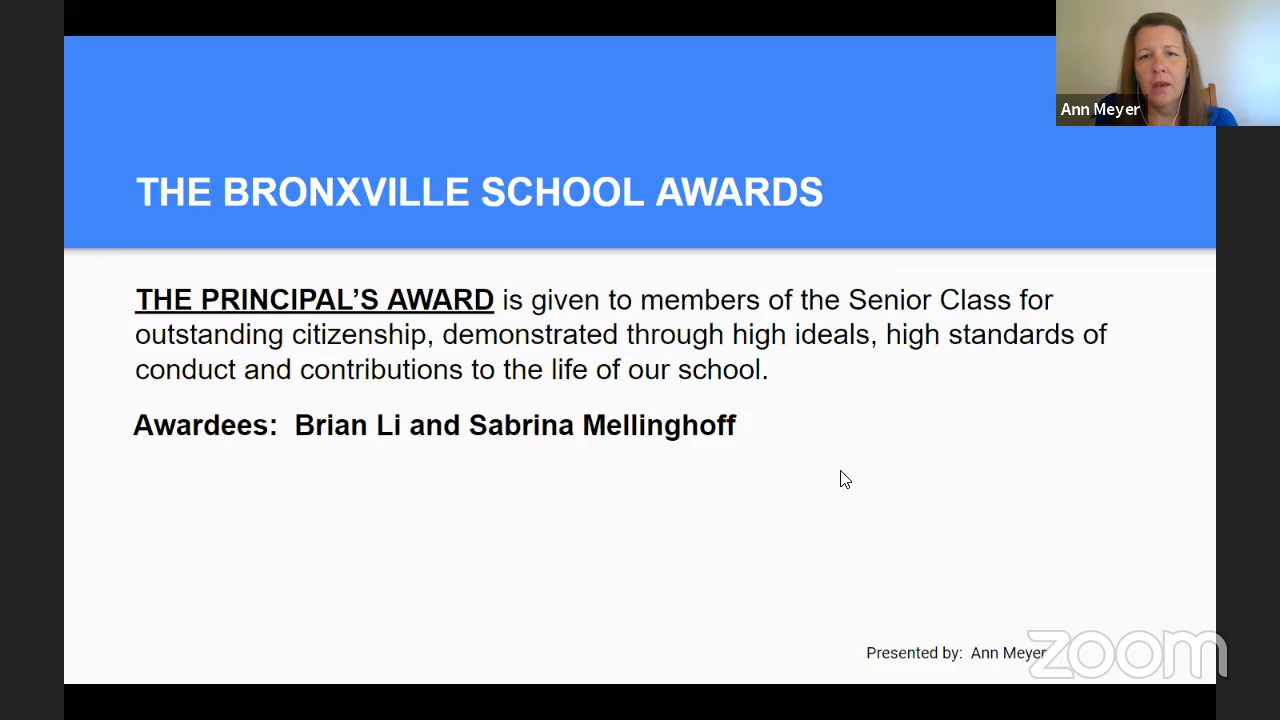 Ann Meyer
THE BRONXVILLE SCHOOL AWARDS
THE PRINCIPAL’S AWARD is given to members of the Senior Class for
outstanding citizenship, demonstrated through high ideals, high standards of
conduct and contributions to the life of our school.
Awardees:  Brian Li and Sabrina Mellinghoff
Presented by:  Ann Meyer
zoom